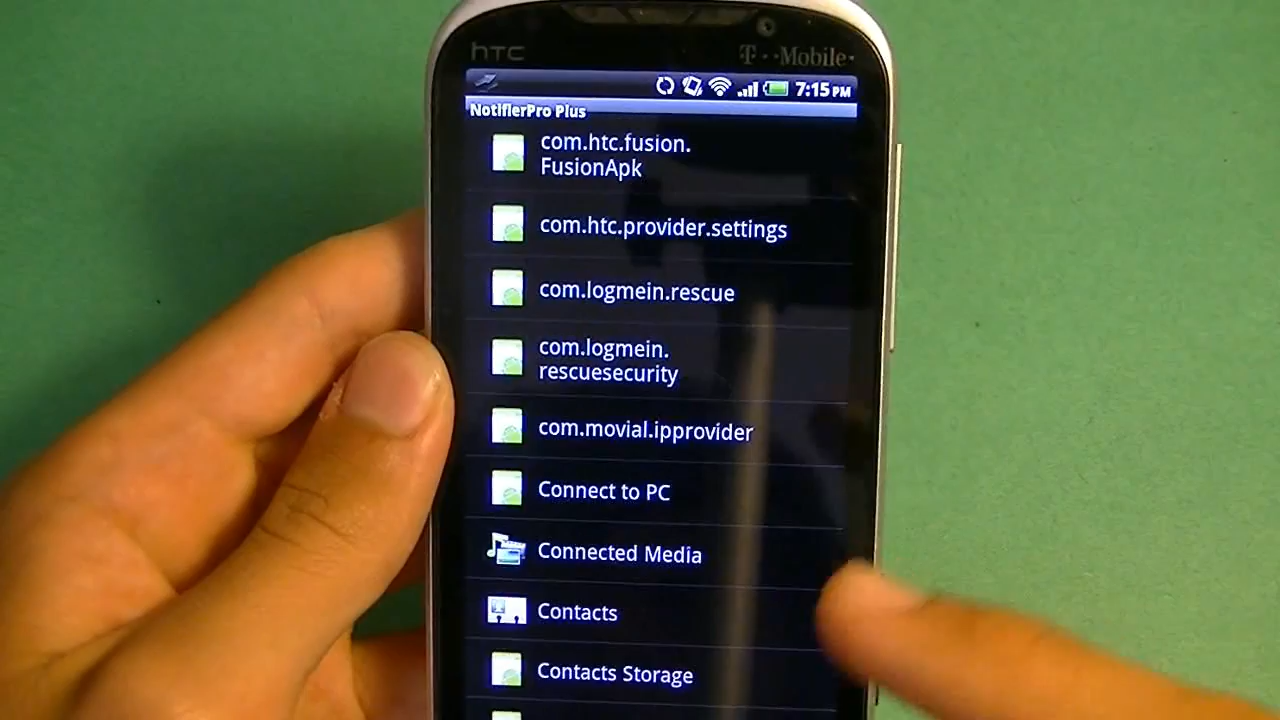 hTC
T··Mobile·
7:15 PM
NotifierPro Plus
com.htc.fusion.
FusionApk
com.htc.provider.settings
com.logmein.rescue
com.logmein.
rescuesecurity
com.movial.ipprovider
Connect to PC
Connected Media
Contacts
Contacts Storage